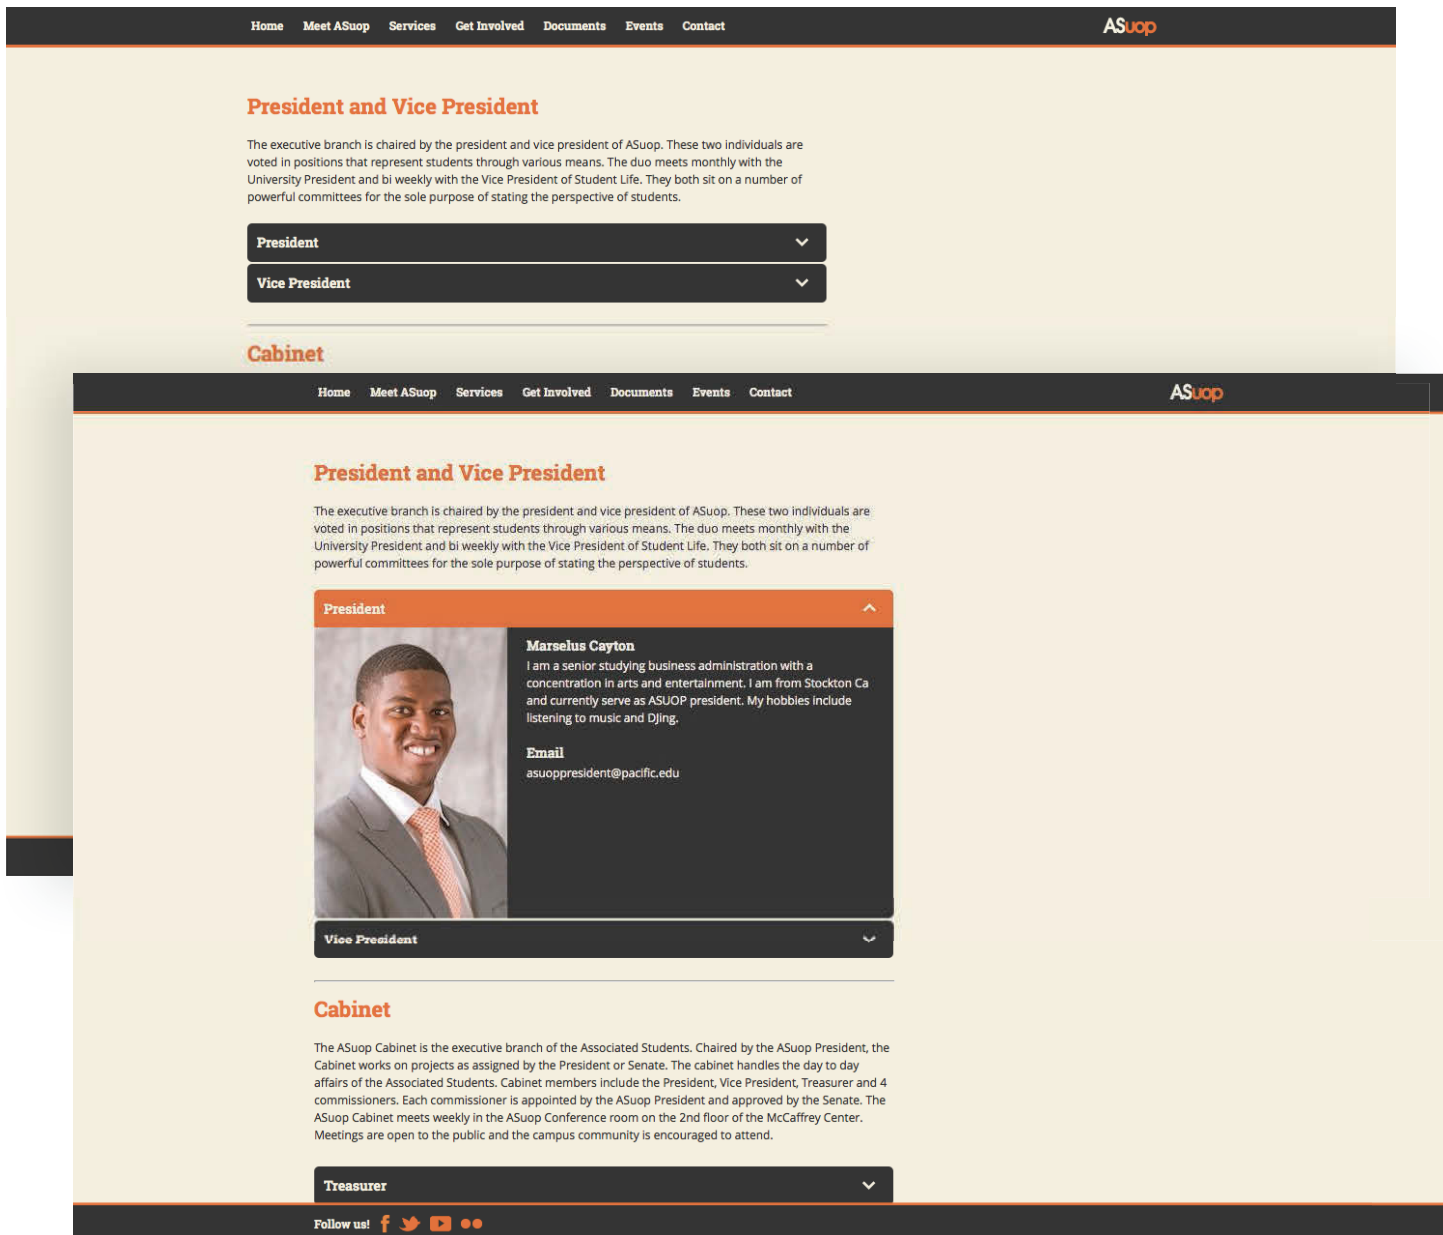 Home Meet ASuop Services Get Involved Documents Events Contact ASuop
President and Vice President
The executive branch is chaired by the president and vice president of ASuop. These two individuals are
voted in positions that represent students through various means. The duo meets monthly with the
University President and bi weekly with the Vice President of Student Life. They both sit on a number of
powerful committees for the sole purpose of stating the perspective of students.
President
Vice President
Cabinet
Home Meet ASuop Services Get Involved Documents Events Contact ASuop
President and Vice President
The executive branch is chaired by the president and vice president of ASuop. These two individuals are
voted in positions that represent students through various means. The duo meets monthly with the
University President and bi weekly with the Vice President of Student Life. They both sit on a number of
powerful committees for the sole purpose of stating the perspective of students.
President
Marselus Cayton
I am a senior studying business administration with a
concentration in arts and entertainment. I am from Stockton Ca
and currently serve as ASUOP president. My hobbies include
listening to music and DJing.
Email
asuoppresident@pacific.edu
Vice President
Cabinet
The ASuop Cabinet is the executive branch of the Associated Students. Chaired by the ASuop President, the
Cabinet works on projects as assigned by the President or Senate. The cabinet handles the day to day
affairs of the Associated Students. Cabinet members include the President, Vice President, Treasurer and 4
commissioners. Each commissioner is appointed by the ASuop President and approved by the Senate. The
ASuop Cabinet meets weekly in the ASuop Conference room on the 2nd floor of the McCaffrey Center.
Meetings are open to the public and the campus community is encouraged to attend.
Treasurer
Follow us!